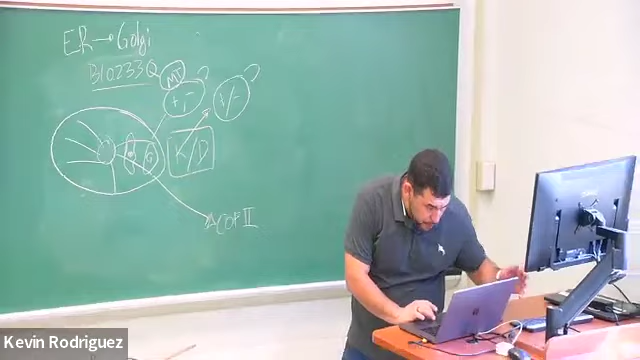 ER → Golgi
B10233Q
MT
+, -
+/-
K/D
G
COP II
Kevin Rodriguez